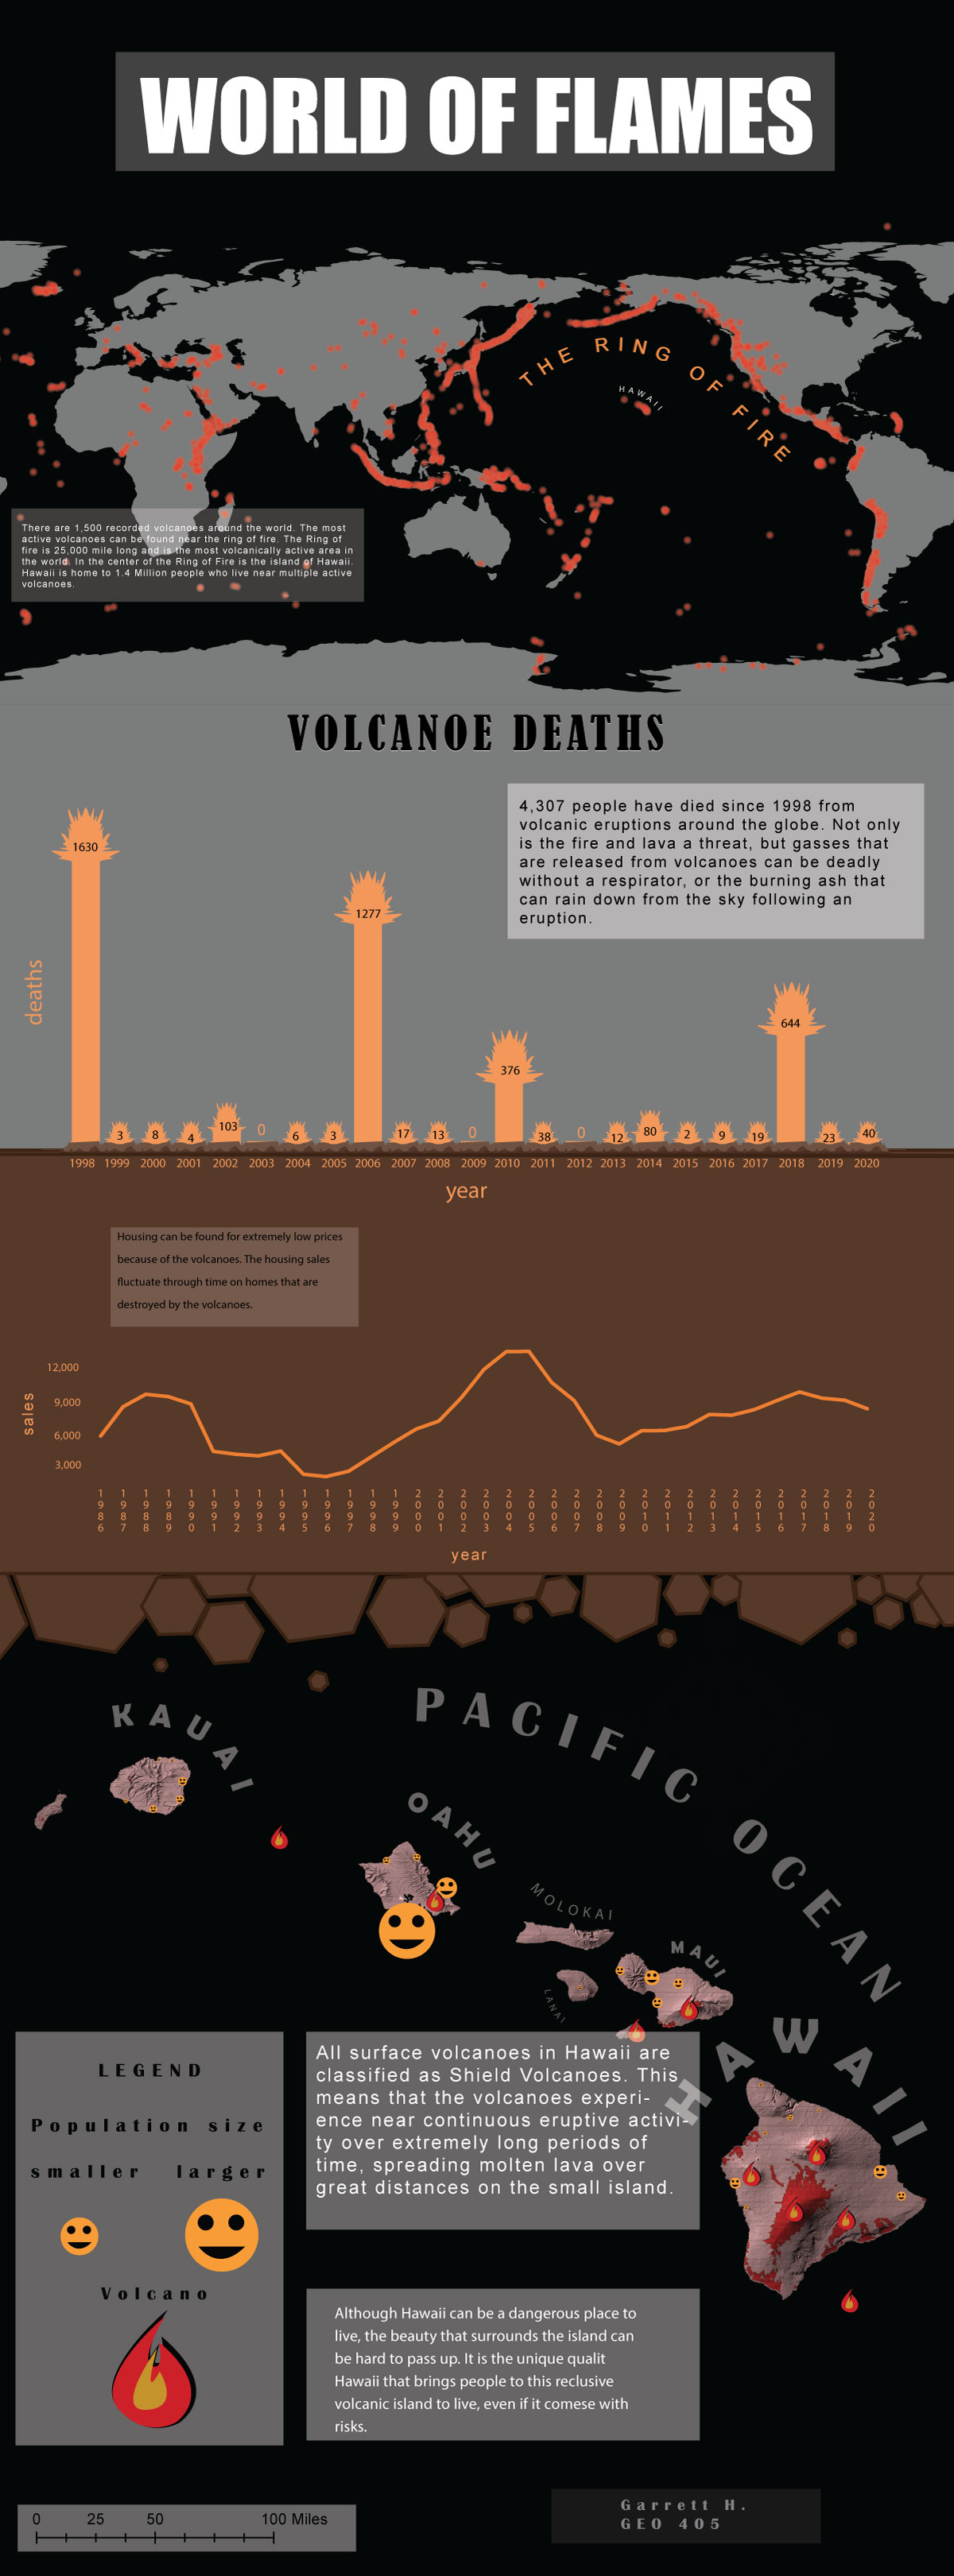 WORLD OF FLAMES
THE RING OF FIRE
HAWAII
There are 1,500 recorded volcanoes around the world. The most
active volcanoes can be found near the ring of fire. The Ring of
fire is 25,000 mile long and is the most volcanically active area in
the world. In the center of the Ring of Fire is the island of Hawaii.
Hawaii is home to 1.4 Million people who live near multiple active
volcanoes.
VOLCANOE DEATHS
4,307 people have died since 1998 from
volcanic eruptions around the globe. Not only
is the fire and lava a threat, but gasses that
are released from volcanoes can be deadly
without a respirator, or the burning ash that
can rain down from the sky following an
eruption.
deaths
1630 3 8 4 103 0 6 3 1277 17 13 0 376 38 0 12 80 2 9 19 644 23 40
1998 1999 2000 2001 2002 2003 2004 2005 2006 2007 2008 2009 2010 2011 2012 2013 2014 2015 2016 2017 2018 2019 2020
year
Housing can be found for extremely low prices
because of the volcanoes. The housing sales
fluctuate through time on homes that are
destroyed by the volcanoes.
sales
12,000
9,000
6,000
3,000
1986 1987 1988 1989 1990 1991 1992 1993 1994 1995 1996 1997 1998 1999 2000 2001 2002 2003 2004 2005 2006 2007 2008 2009 2010 2011 2012 2013 2014 2015 2016 2017 2018 2019 2020
year
KAUAI
PACIFIC OCEAN
OAHU
MOLOKAI
MAUI
LANAI
HAWAII
LEGEND
Population size
smaller larger
Volcano
All surface volcanoes in Hawaii are
classified as Shield Volcanoes. This
means that the volcanoes experi-
ence near continuous eruptive activi-
ty over extremely long periods of
time, spreading molten lava over
great distances on the small island.
Although Hawaii can be a dangerous place to
live, the beauty that surrounds the island can
be hard to pass up. It is the unique qualit
Hawaii that brings people to this reclusive
volcanic island to live, even if it comese with
risks.
0 25 50 100 Miles
Garrett H.
GEO 405